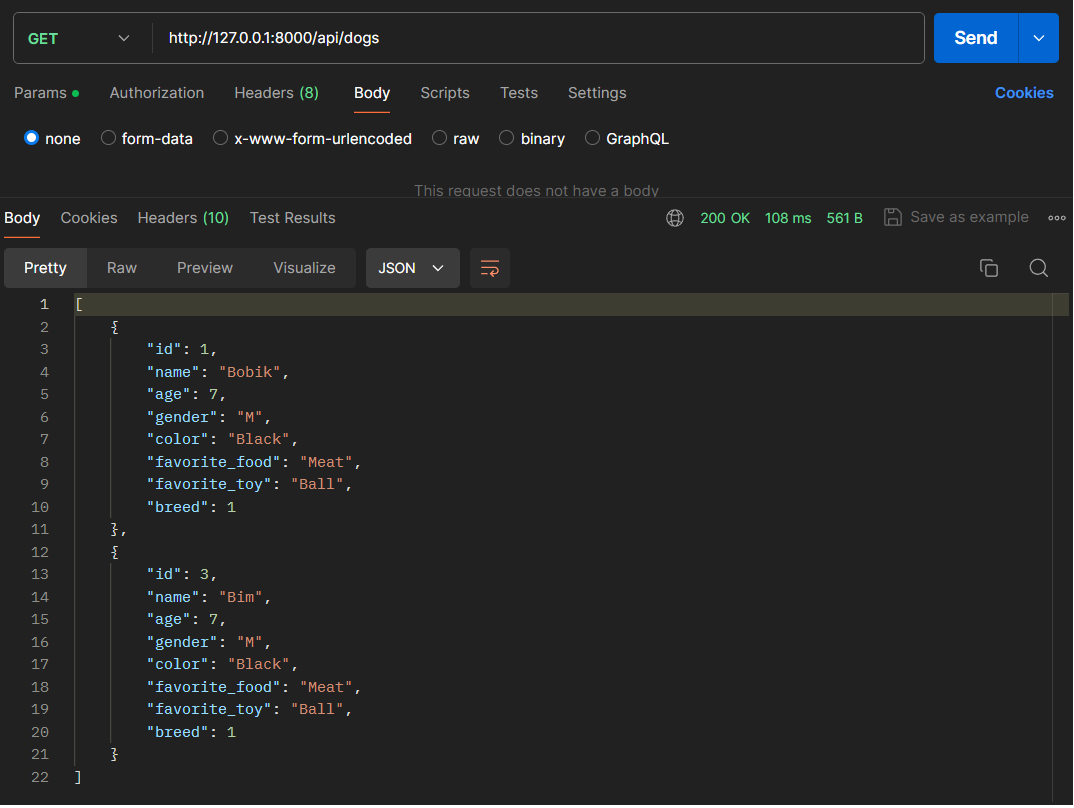 GET http://127.0.0.1:8000/api/dogs Send
Params Authorization Headers (8) Body Scripts Tests Settings Cookies
none form-data x-www-form-urlencoded raw binary GraphQL
This request does not have a body
Body Cookies Headers (10) Test Results 200 OK 108 ms 561 B Save as example
Pretty Raw Preview Visualize JSON
1 [
2 {
3 "id": 1,
4 "name": "Bobik",
5 "age": 7,
6 "gender": "M",
7 "color": "Black",
8 "favorite_food": "Meat",
9 "favorite_toy": "Ball",
10 "breed": 1
11 },
12 {
13 "id": 3,
14 "name": "Bim",
15 "age": 7,
16 "gender": "M",
17 "color": "Black",
18 "favorite_food": "Meat",
19 "favorite_toy": "Ball",
20 "breed": 1
21 }
22 ]